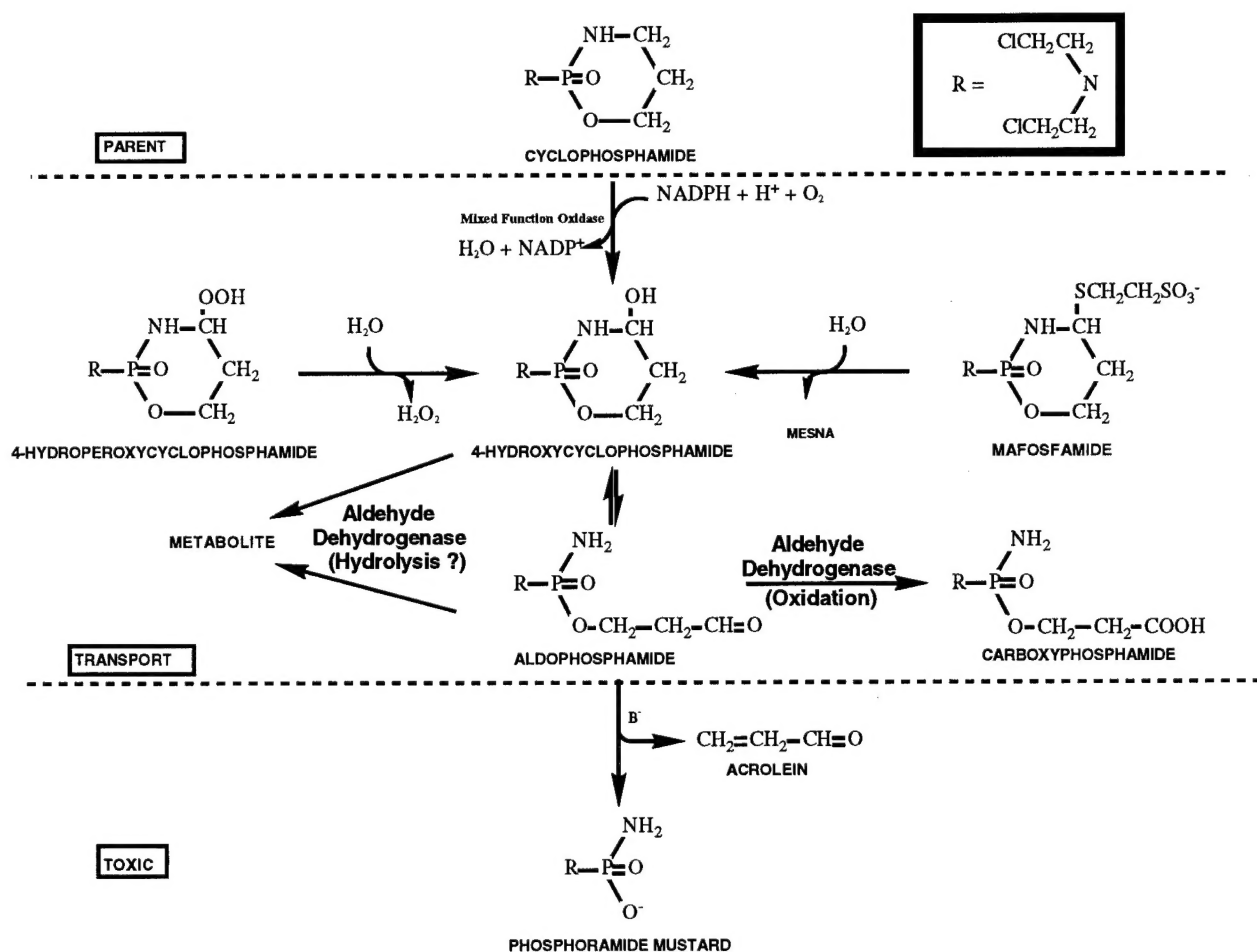 NH–CH₂
R–P=O CH₂
O–CH₂
CYCLOPHOSPHAMIDE
ClCH₂CH₂
R = N
ClCH₂CH₂
PARENT
NADPH + H⁺ + O₂
Mixed Function Oxidase
H₂O + NADP⁺
OOH
NH–CH
R–P=O CH₂
O–CH₂
4-HYDROPEROXYCYCLOPHOSPHAMIDE
H₂O
H₂O₂
OH
NH–CH
R–P=O CH₂
O–CH₂
4-HYDROXYCYCLOPHOSPHAMIDE
H₂O
MESNA
SCH₂CH₂SO₃⁻
NH–CH
R–P=O CH₂
O–CH₂
MAFOSFAMIDE
METABOLITE
Aldehyde
Dehydrogenase
(Hydrolysis ?)
NH₂
R–P=O
O–CH₂–CH₂–CH=O
ALDOPHOSPHAMIDE
Aldehyde
Dehydrogenase
(Oxidation)
NH₂
R–P=O
O–CH₂–CH₂–COOH
CARBOXYPHOSPHAMIDE
TRANSPORT
B⁻
CH₂=CH₂–CH=O
ACROLEIN
TOXIC
NH₂
R–P=O
O⁻
PHOSPHORAMIDE MUSTARD